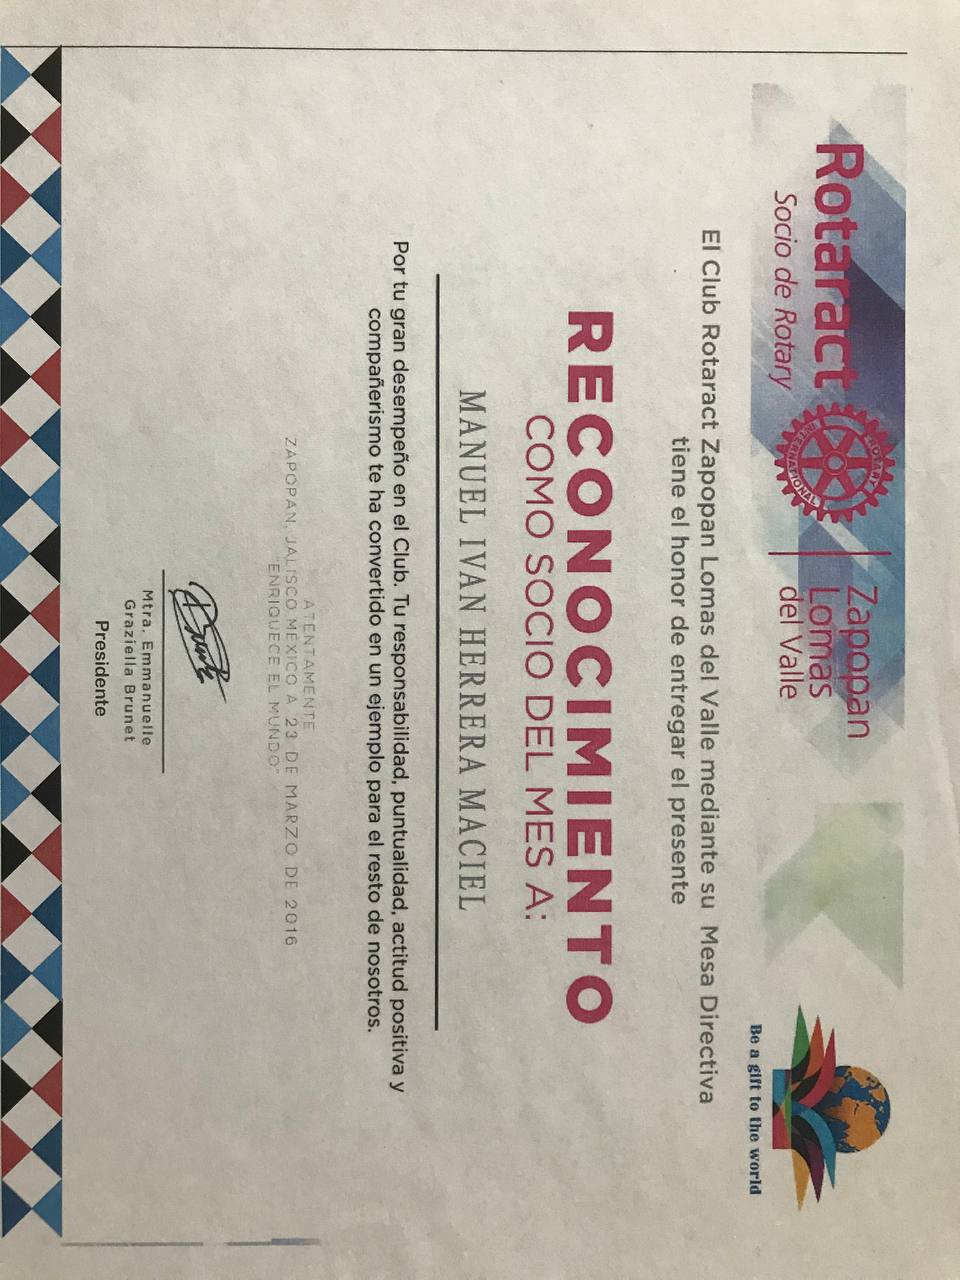 Rotaract
Socio de Rotary
ROTARY
INTERNATIONAL
Zapopan
Lomas
del Valle
Be a gift to the world
El Club Rotaract Zapopan Lomas del Valle mediante su Mesa Directiva
tiene el honor de entregar el presente
RECONOCIMIENTO
COMO SOCIO DEL MES A:
MANUEL IVAN HERRERA MACIEL
Por tu gran desempeño en el Club. Tu responsabilidad, puntualidad, actitud positiva y
compañerismo te ha convertido en un ejemplo para el resto de nosotros.
ATENTAMENTE
ZAPOPAN, JALISCO MÉXICO A 23 DE MARZO DE 2016
"ENRIQUECE EL MUNDO"
Mtra. Emmanuelle
Graziella Brunet
Presidente